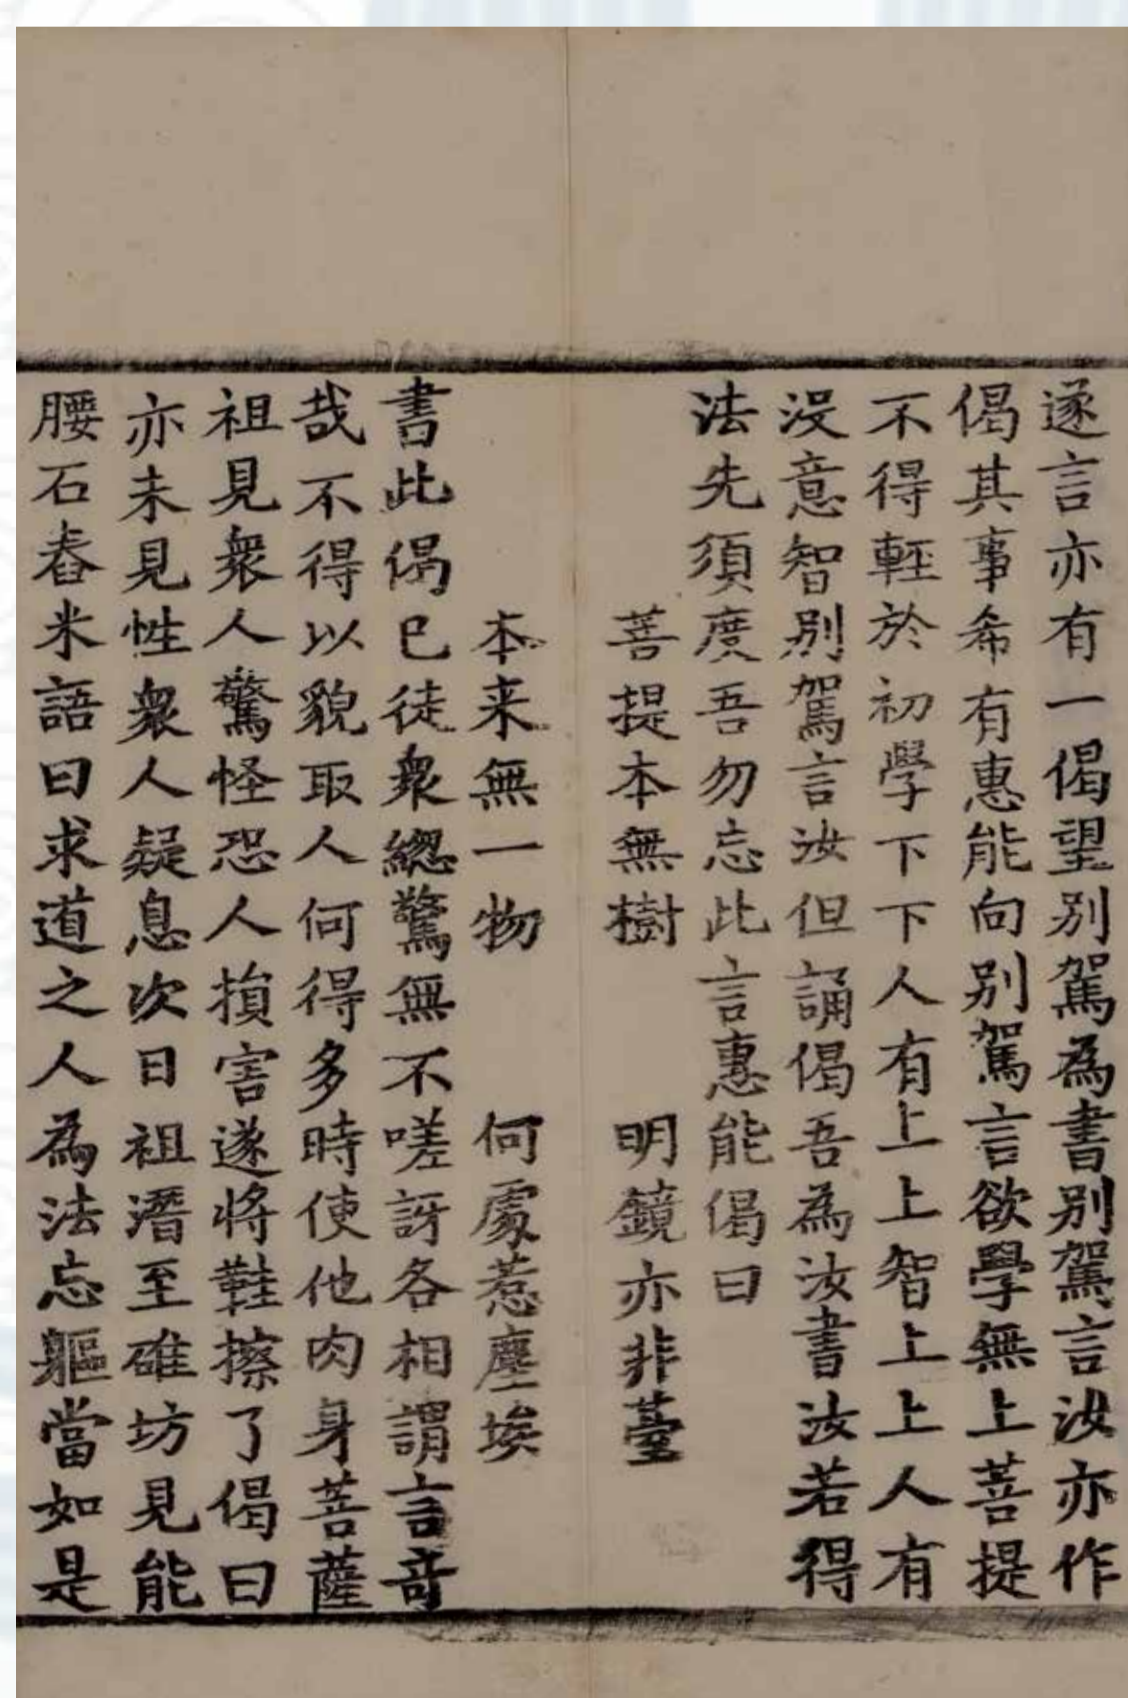 遂言亦有一偈望別駕為書別駕言汝亦作
偈其事希有惠能向別駕言欲學無上菩提
不得輕於初學下下人有上上智上上人有
沒意智別駕言汝但誦偈吾為汝書汝若得
法先須度吾勿忘此言惠能偈曰
菩提本無樹　明鏡亦非臺
本来無一物　何處惹塵埃
書此偈已徒衆緫驚無不嗟訝各相謂言竒
哉不得以貌取人何得多時使他肉身菩薩
祖見衆人驚怪恐人損害遂將鞋擦了偈曰
亦未見性衆人疑息次日祖潛至碓坊見能
腰石舂米語曰求道之人為法忘軀當如是